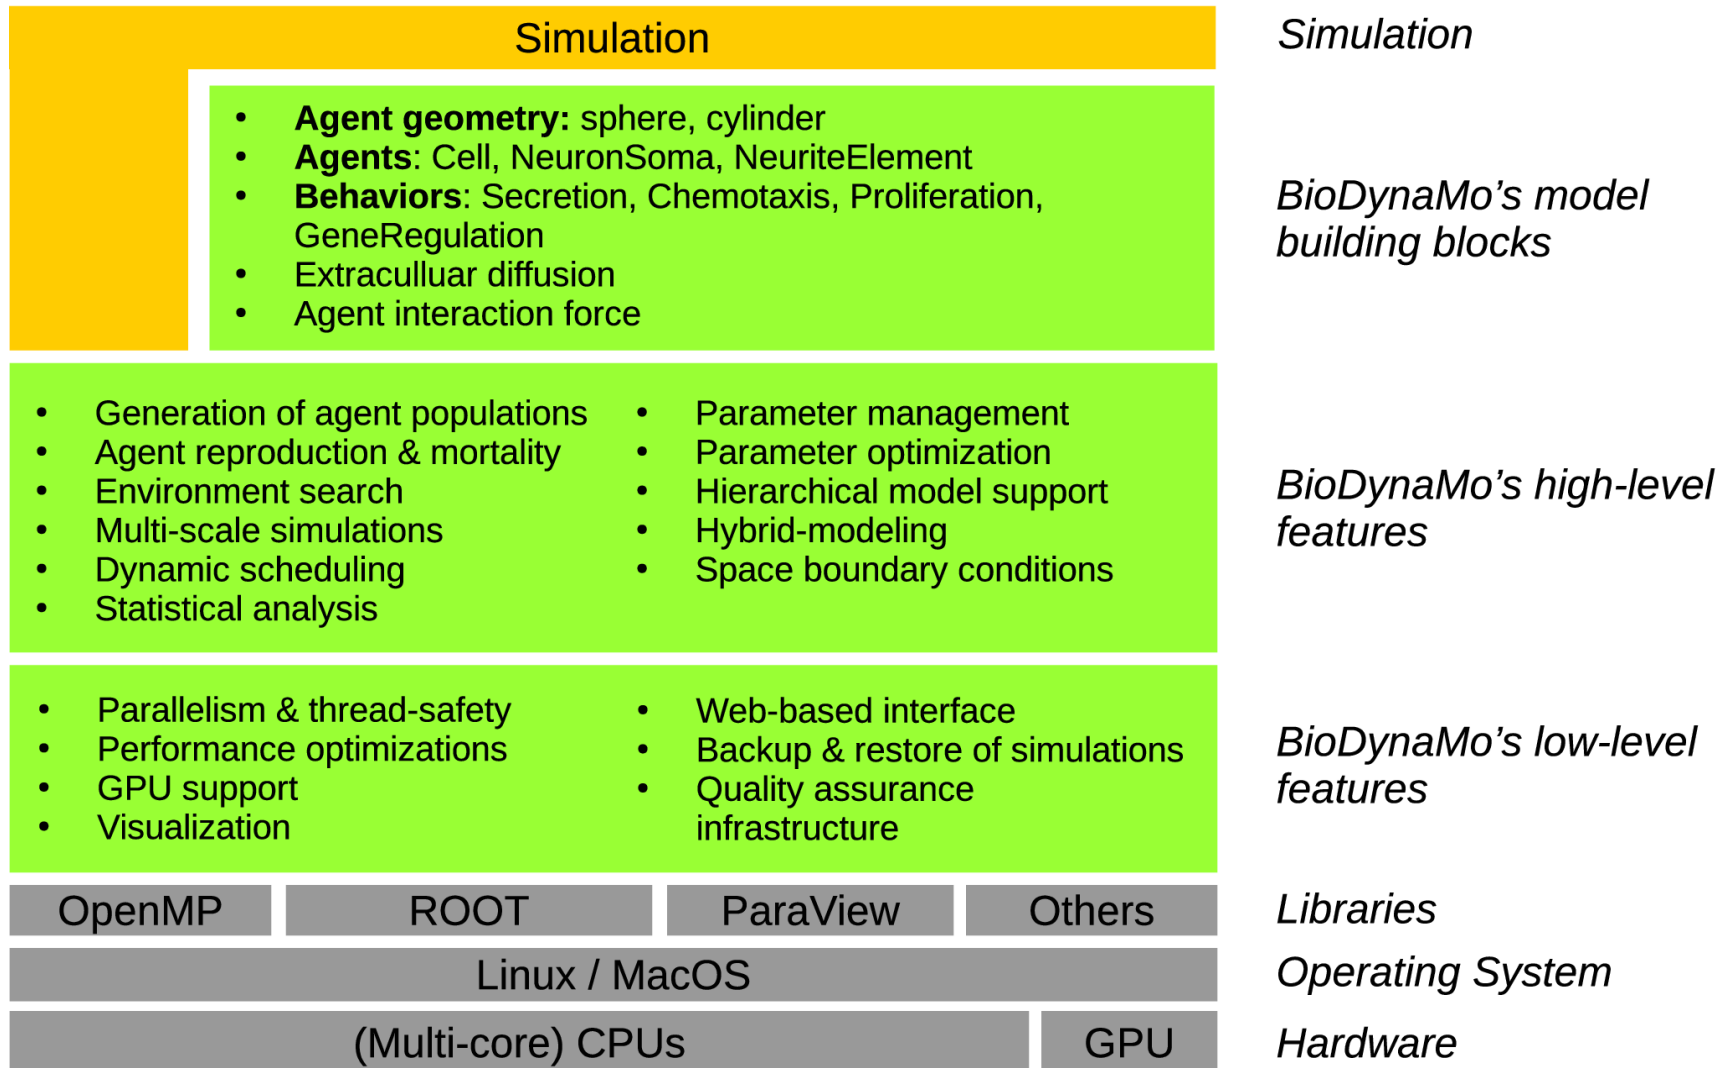 Simulation
Simulation
• Agent geometry: sphere, cylinder
• Agents: Cell, NeuronSoma, NeuriteElement
• Behaviors: Secretion, Chemotaxis, Proliferation,
GeneRegulation
• Extraculluar diffusion
• Agent interaction force
BioDynaMo’s model
building blocks
• Generation of agent populations
• Agent reproduction & mortality
• Environment search
• Multi-scale simulations
• Dynamic scheduling
• Statistical analysis
• Parameter management
• Parameter optimization
• Hierarchical model support
• Hybrid-modeling
• Space boundary conditions
BioDynaMo’s high-level
features
• Parallelism & thread-safety
• Performance optimizations
• GPU support
• Visualization
• Web-based interface
• Backup & restore of simulations
• Quality assurance
infrastructure
BioDynaMo’s low-level
features
OpenMP
ROOT
ParaView
Others
Libraries
Linux / MacOS
Operating System
(Multi-core) CPUs
GPU
Hardware